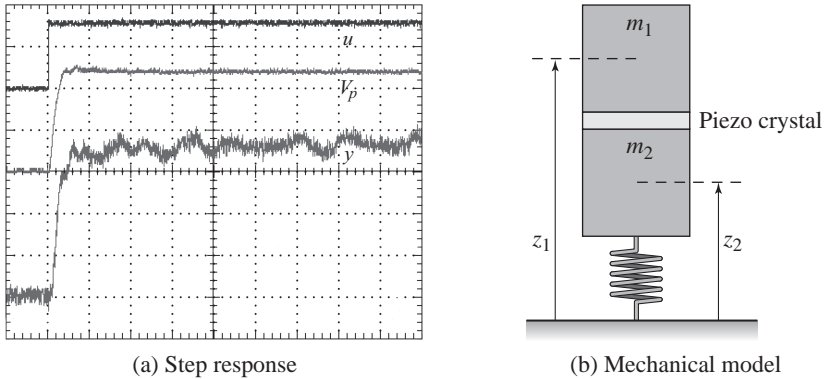 u
V_p
y
(a) Step response
m_1
Piezo crystal
m_2
z_1
z_2
(b) Mechanical model